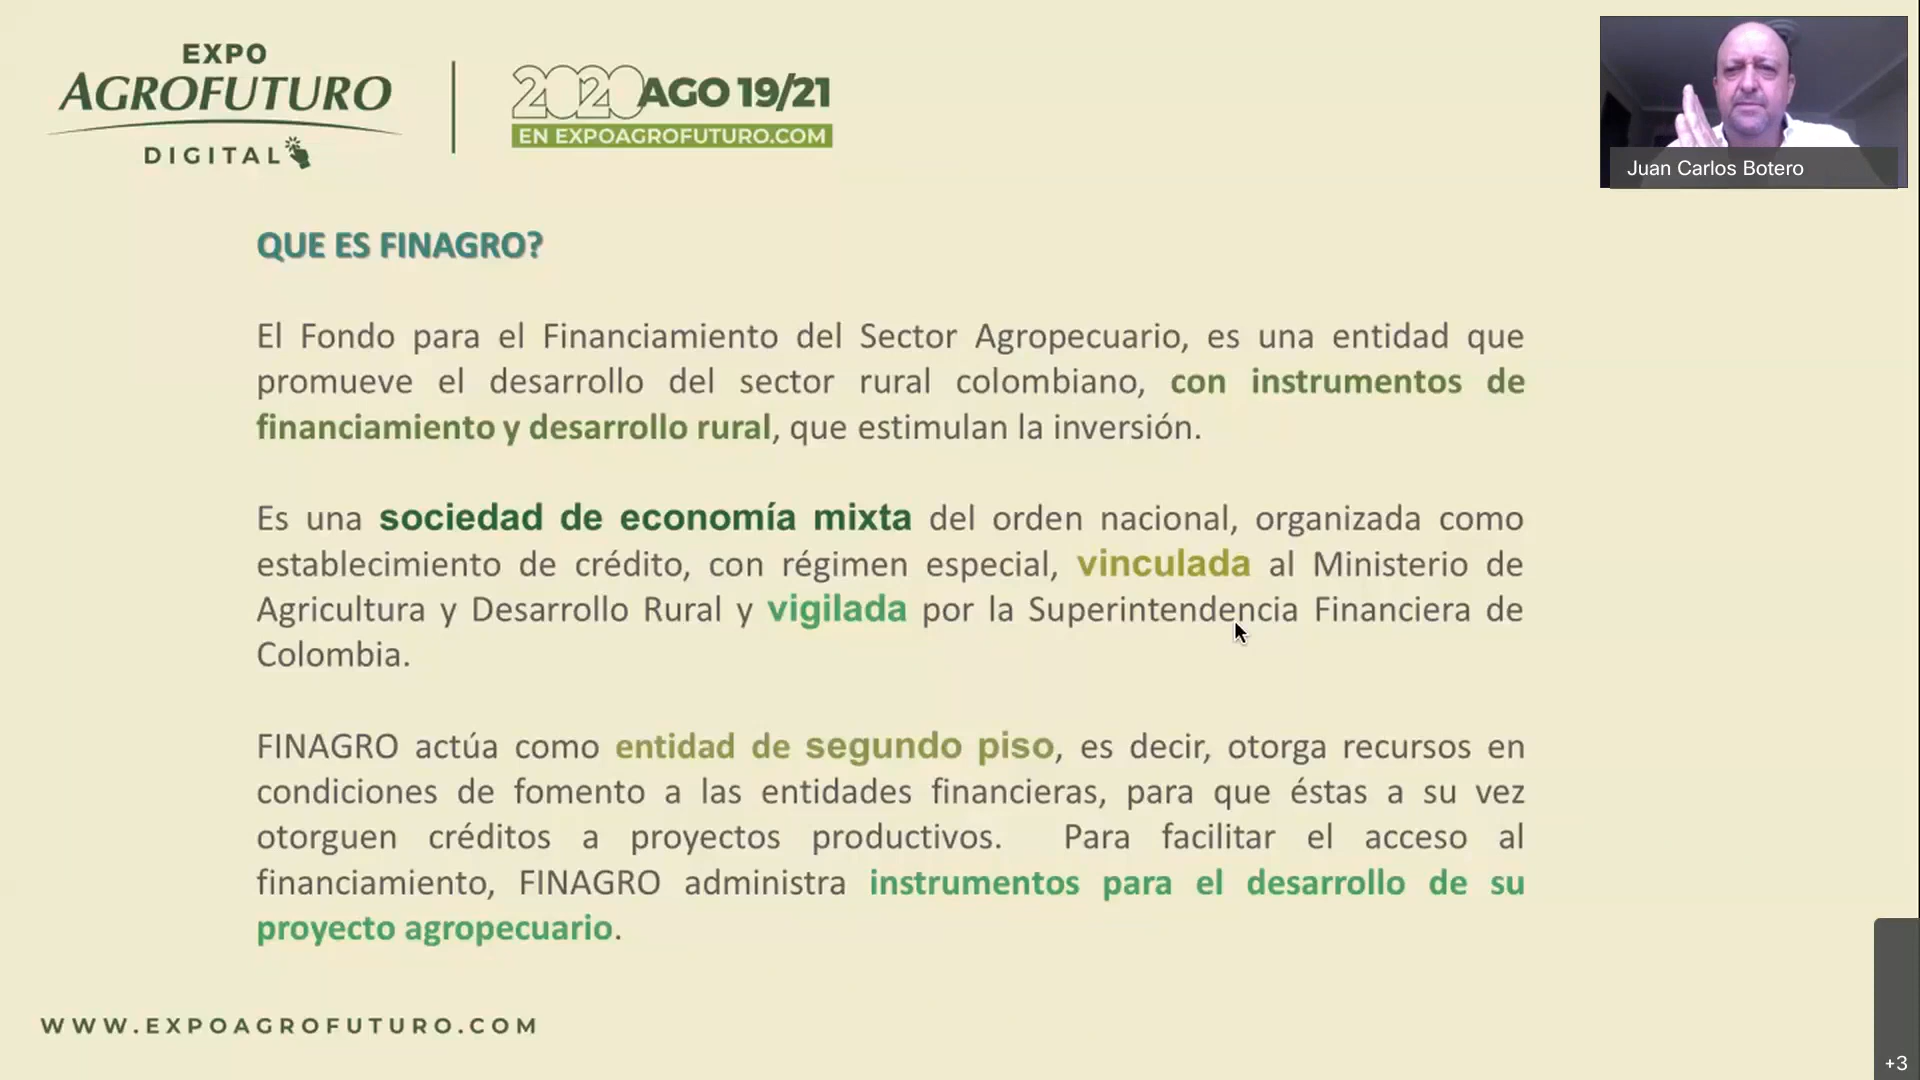 EXPO
AGROFUTURO
DIGITAL
2020 AGO 19/21
EN EXPOAGROFUTURO.COM
Juan Carlos Botero
QUE ES FINAGRO?
El Fondo para el Financiamiento del Sector Agropecuario, es una entidad que
promueve el desarrollo del sector rural colombiano, con instrumentos de
financiamiento y desarrollo rural, que estimulan la inversión.
Es una sociedad de economía mixta del orden nacional, organizada como
establecimiento de crédito, con régimen especial, vinculada al Ministerio de
Agricultura y Desarrollo Rural y vigilada por la Superintendencia Financiera de
Colombia.
FINAGRO actúa como entidad de segundo piso, es decir, otorga recursos en
condiciones de fomento a las entidades financieras, para que éstas a su vez
otorguen créditos a proyectos productivos. Para facilitar el acceso al
financiamiento, FINAGRO administra instrumentos para el desarrollo de su
proyecto agropecuario.
WWW.EXPOAGROFUTURO.COM
+3